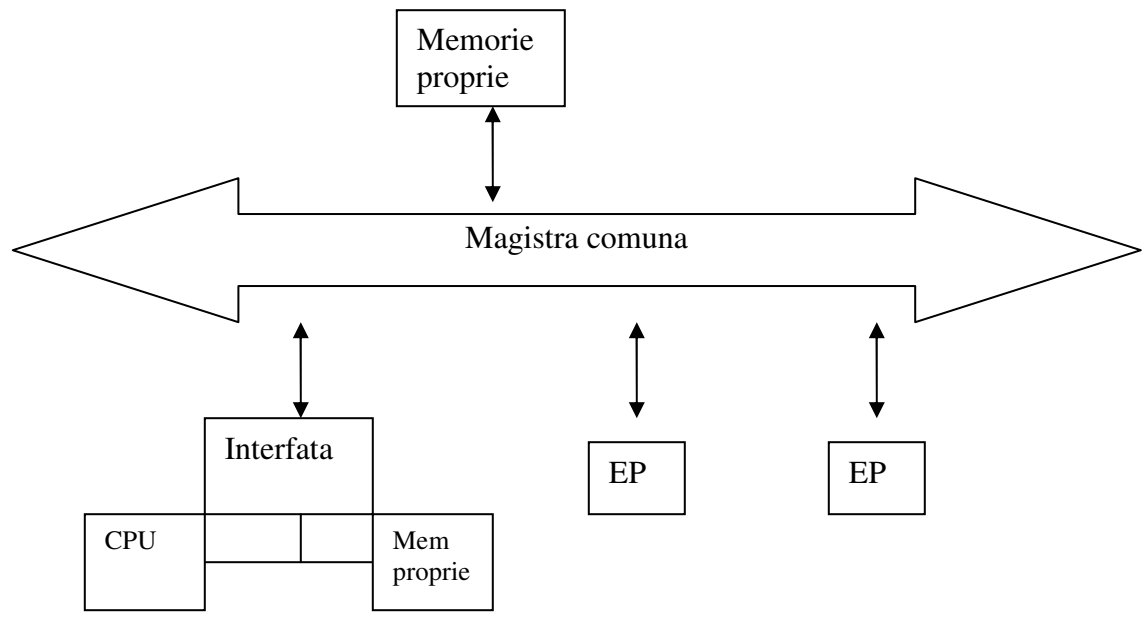 Memorie
proprie
Magistra comuna
Interfata
EP
EP
CPU
Mem
proprie